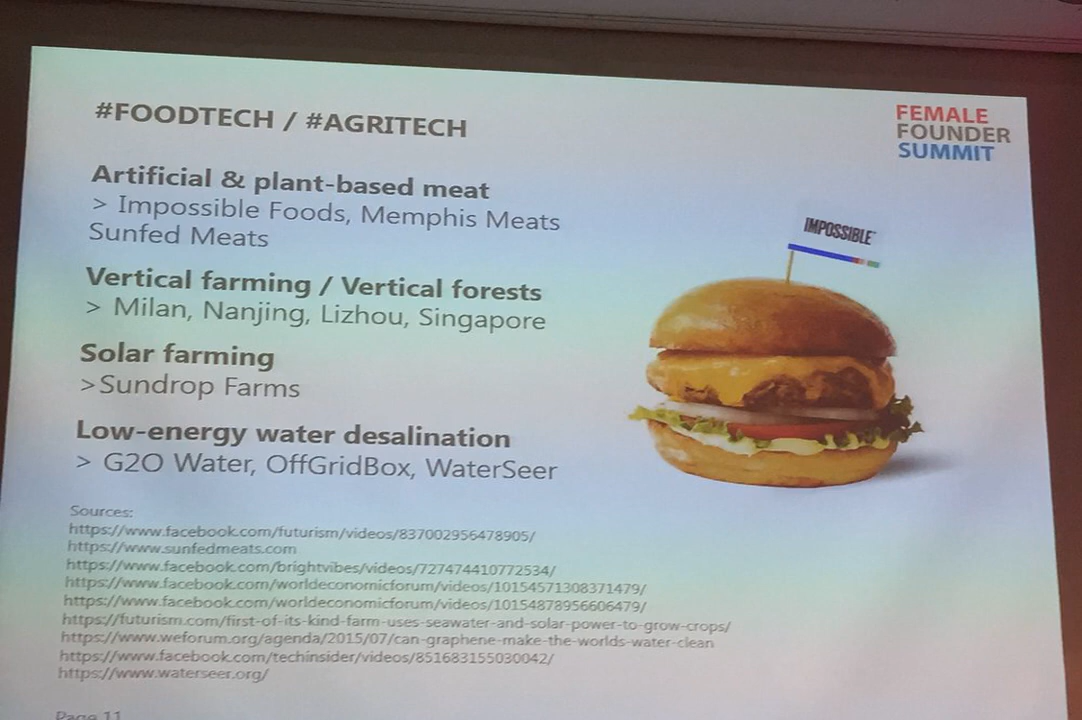 #FOODTECH / #AGRITECH
FEMALE
FOUNDER
SUMMIT
Artificial & plant-based meat
> Impossible Foods, Memphis Meats
Sunfed Meats
Vertical farming / Vertical forests
> Milan, Nanjing, Lizhou, Singapore
Solar farming
>Sundrop Farms
Low-energy water desalination
> G2O Water, OffGridBox, WaterSeer
IMPOSSIBLE™
Sources:
https://www.facebook.com/futurism/videos/837002956478905/
https://www.sunfedmeats.com
https://www.facebook.com/brightvibes/videos/727474410772534/
https://www.facebook.com/worldeconomicforum/videos/10154571308371479/
https://www.facebook.com/worldeconomicforum/videos/10154878956606479/
https://futurism.com/first-of-its-kind-farm-uses-seawater-and-solar-power-to-grow-crops/
https://www.weforum.org/agenda/2015/07/can-graphene-make-the-worlds-water-clean
https://www.facebook.com/techinsider/videos/851683155030042/
https://www.waterseer.org/
Page 11